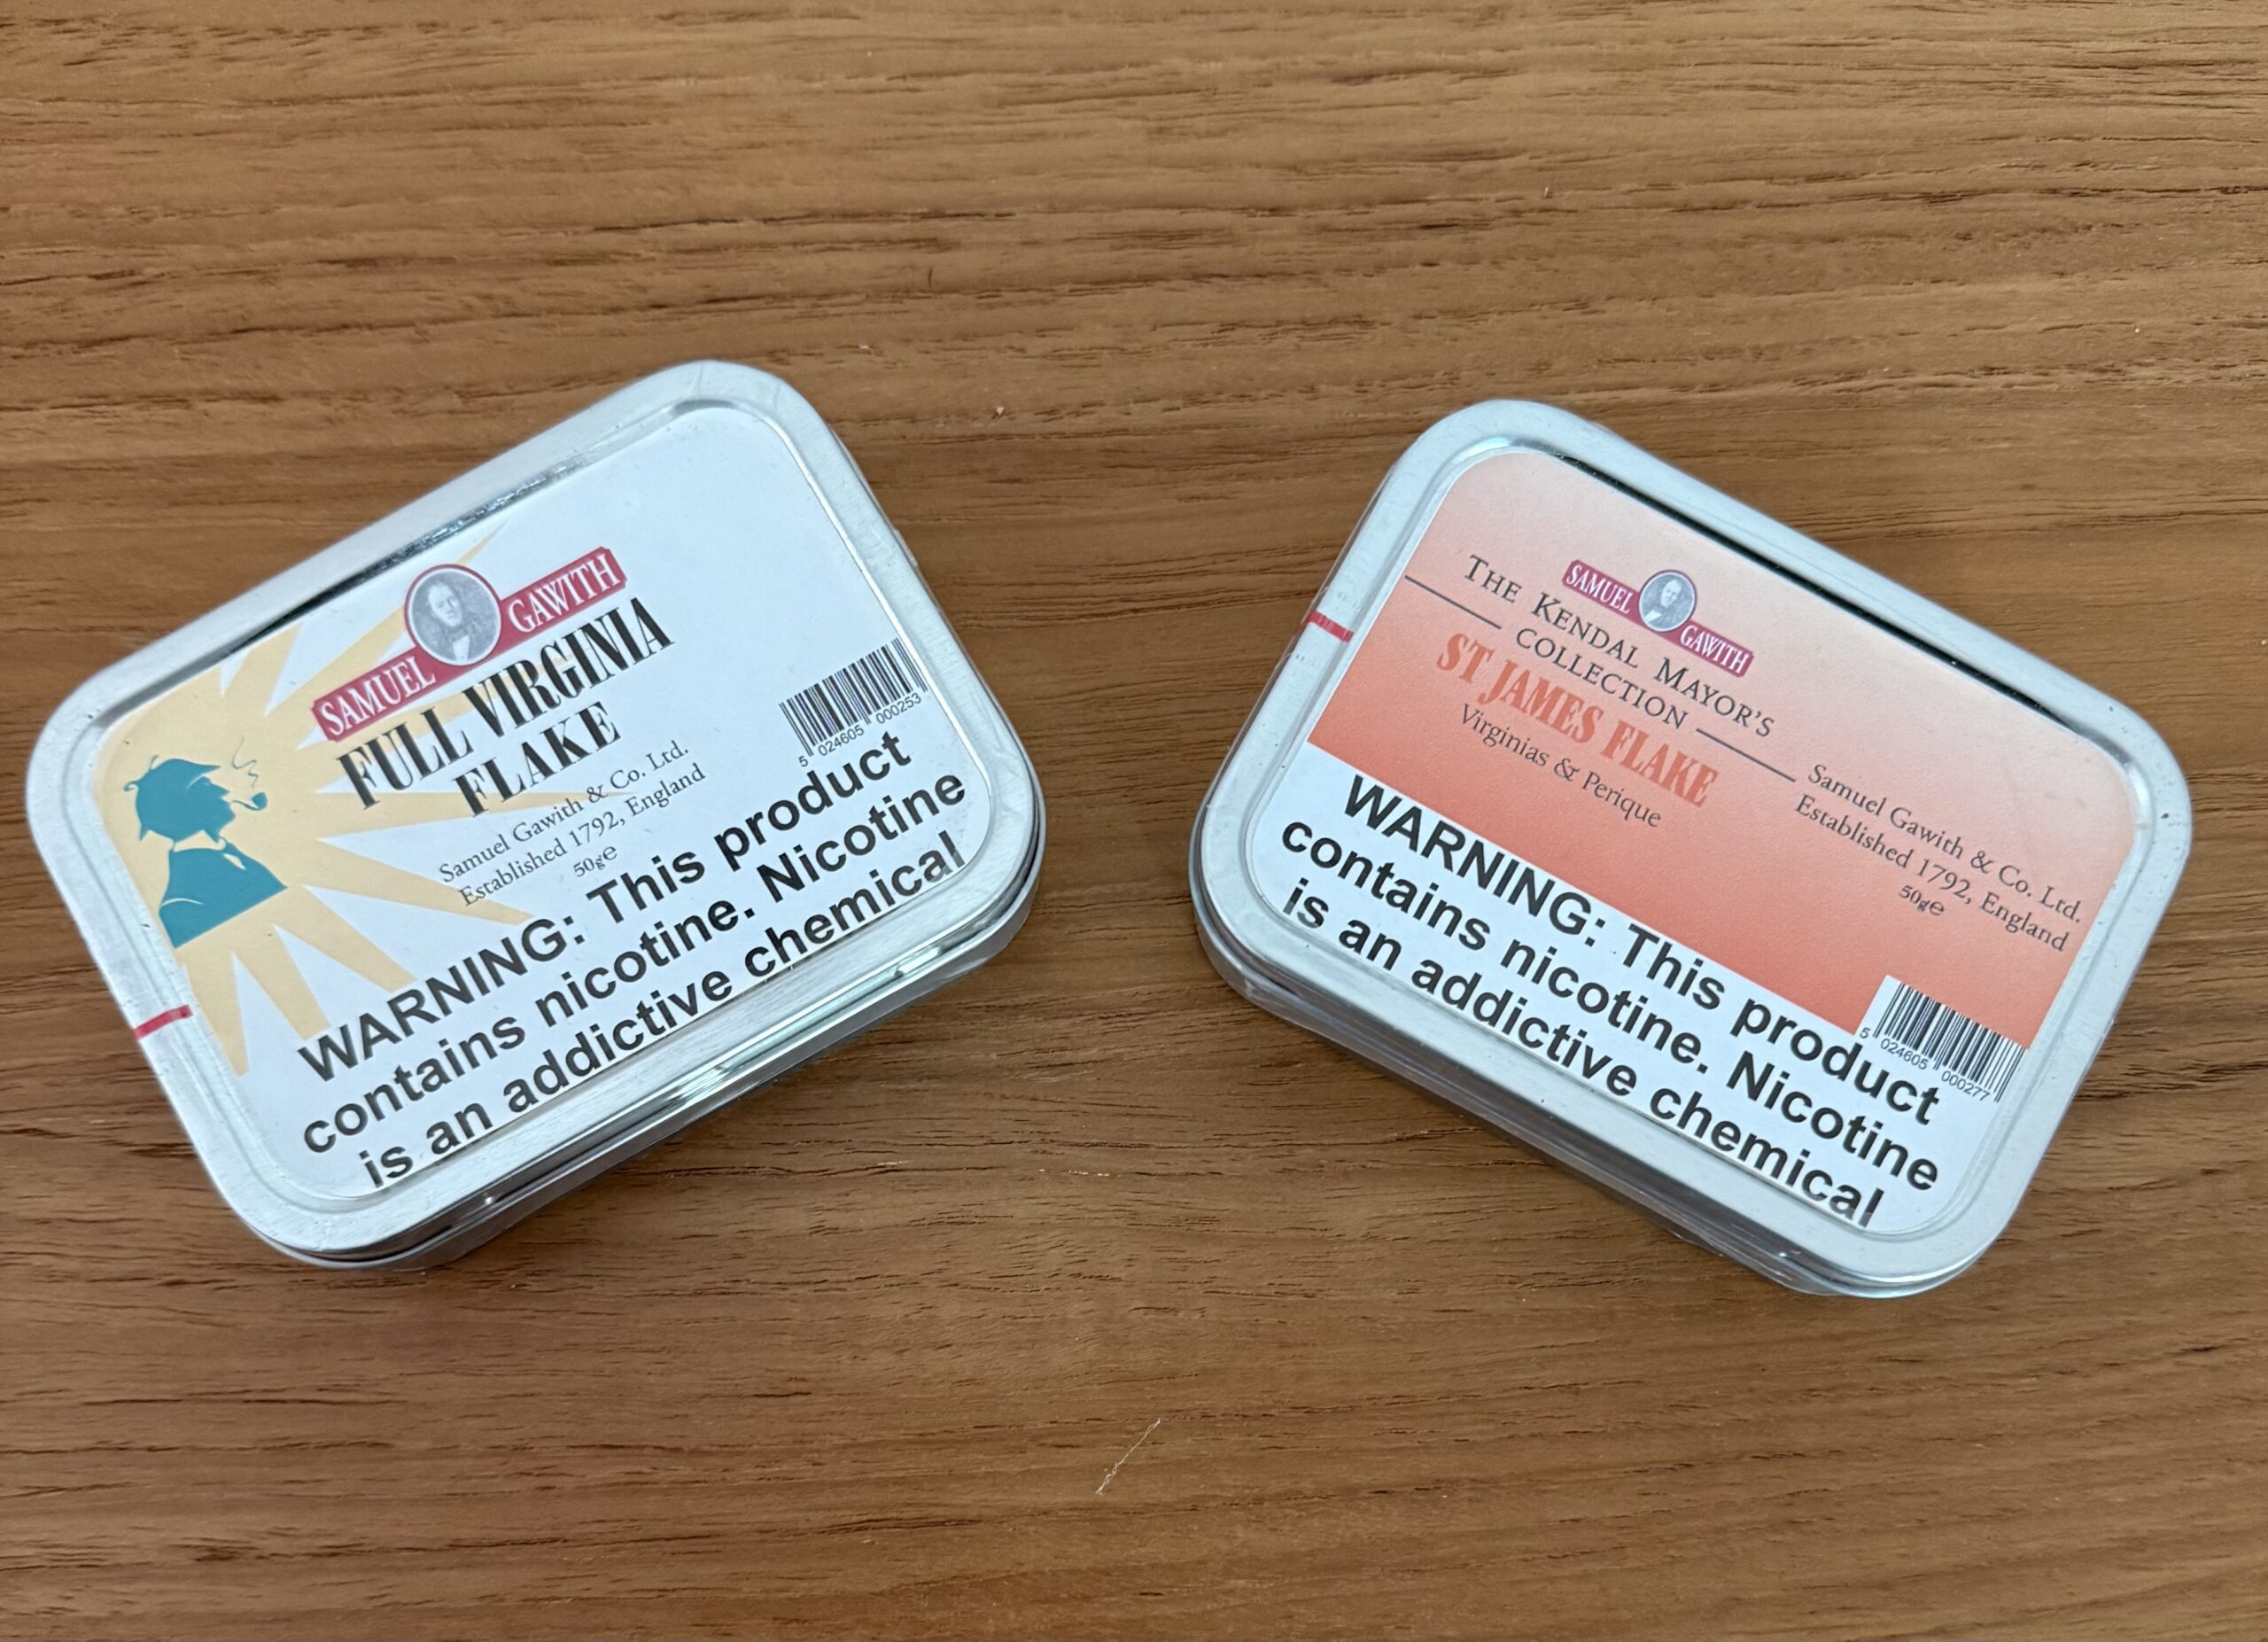 SAMUEL GAWITH
FULL VIRGINIA
FLAKE
Samuel Gawith & Co. Ltd.
Established 1792, England
50g℮
5 024605 000253
WARNING: This product
contains nicotine. Nicotine
is an addictive chemical
SAMUEL GAWITH
THE KENDAL MAYOR'S
COLLECTION
ST JAMES FLAKE
Virginias & Perique
Samuel Gawith & Co. Ltd.
Established 1792, England
50g℮
WARNING: This product
contains nicotine. Nicotine
is an addictive chemical
5 024605 000277